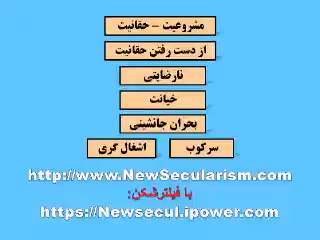 مشروعیت - حقانیت
از دست رفتن حقانیت
نارضایتی
خیانت
بحران جانشینی
سرکوب
اشغال گری
http://www.NewSecularism.com
با فیلترشکن:
https://Newsecul.ipower.com